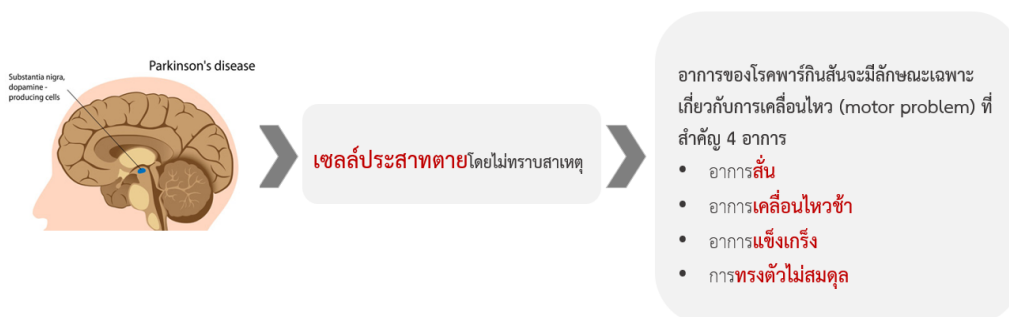 Parkinson's disease
Substantia nigra,
dopamine -
producing cells
เซลล์ประสาทตายโดยไม่ทราบสาเหตุ
อาการของโรคพาร์กินสันจะมีลักษณะเฉพาะ
เกี่ยวกับการเคลื่อนไหว (motor problem) ที่
สำคัญ 4 อาการ
• อาการสั่น
• อาการเคลื่อนไหวช้า
• อาการแข็งเกร็ง
• การทรงตัวไม่สมดุล